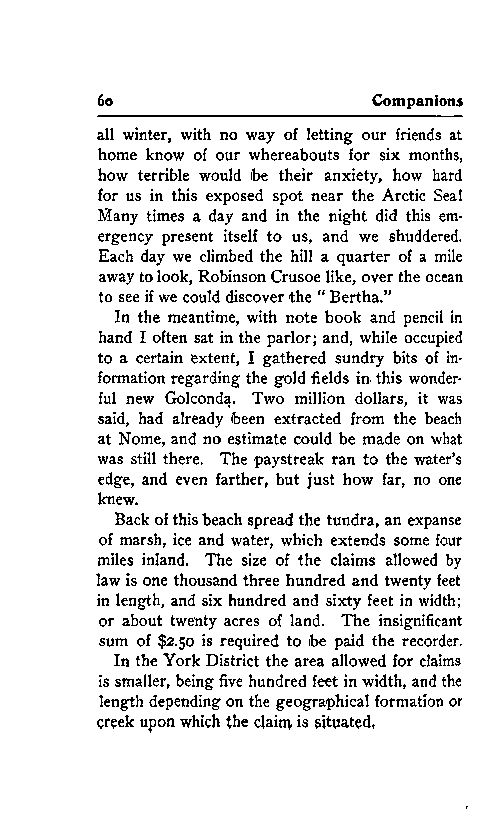 60 Companions
all winter, with no way of letting our friends at
home know of our whereabouts for six months,
how terrible would be their anxiety, how hard
for us in this exposed spot near the Arctic Sea!
Many times a day and in the night did this em-
ergency present itself to us, and we shuddered.
Each day we climbed the hill a quarter of a mile
away to look, Robinson Crusoe like, over the ocean
to see if we could discover the " Bertha."
In the meantime, with note book and pencil in
hand I often sat in the parlor; and, while occupied
to a certain extent, I gathered sundry bits of in-
formation regarding the gold fields in this wonder-
ful new Golconda. Two million dollars, it was
said, had already been extracted from the beach
at Nome, and no estimate could be made on what
was still there. The paystreak ran to the water's
edge, and even farther, but just how far, no one
knew.
Back of this beach spread the tundra, an expanse
of marsh, ice and water, which extends some four
miles inland. The size of the claims allowed by
law is one thousand three hundred and twenty feet
in length, and six hundred and sixty feet in width;
or about twenty acres of land. The insignificant
sum of $2.50 is required to be paid the recorder.
In the York District the area allowed for claims
is smaller, being five hundred feet in width, and the
length depending on the geographical formation or
creek upon which the claim is situated.